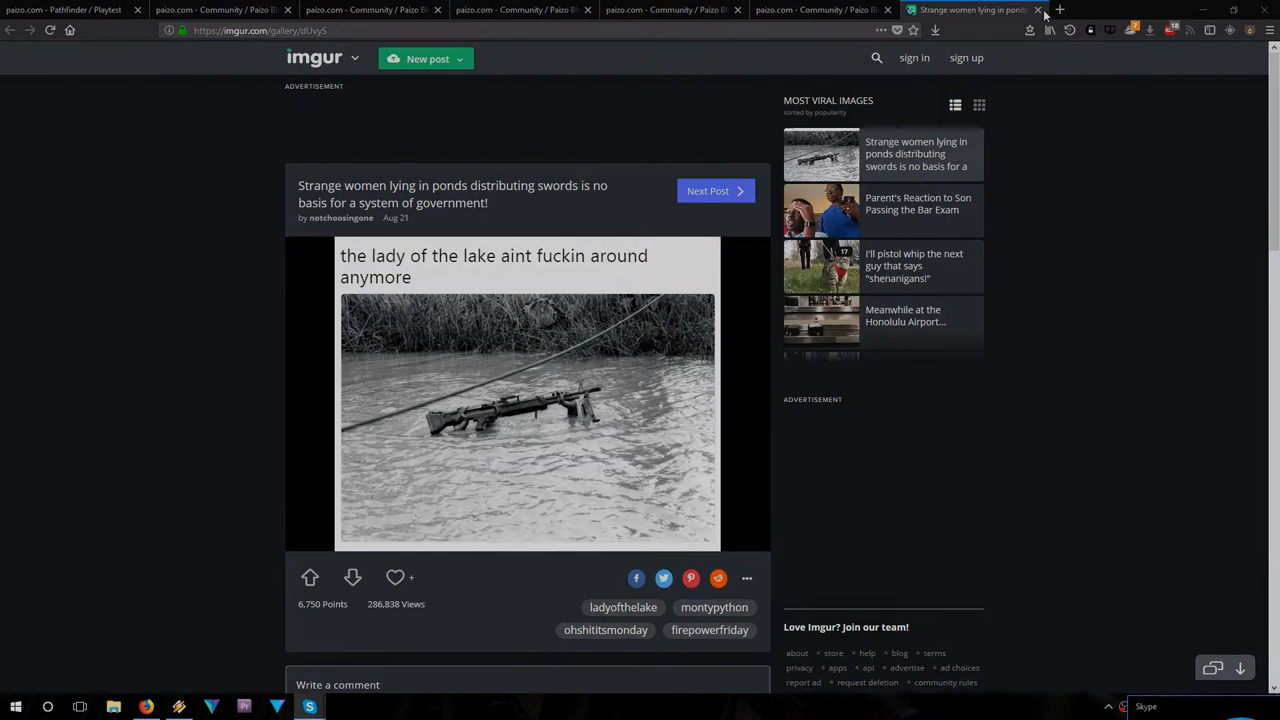 paizo.com - Pathfinder / Playtest
paizo.com - Community / Paizo Bl
paizo.com - Community / Paizo Bl
paizo.com - Community / Paizo Bl
paizo.com - Community / Paizo Bl
paizo.com - Community / Paizo Bl
Strange women lying in ponds
https://imgur.com/gallery/dUvyS
7
18
imgur
New post
sign in
sign up
ADVERTISEMENT
Strange women lying in ponds distributing swords is no
basis for a system of government!
by notchoosingone Aug 21
Next Post
the lady of the lake aint fuckin around
anymore
6,750 Points
286,838 Views
ladyofthelake
montypython
ohshititsmonday
firepowerfriday
Write a comment
MOST VIRAL IMAGES
sorted by popularity
Strange women lying in
ponds distributing
swords is no basis for a
Parent's Reaction to Son
Passing the Bar Exam
17
I'll pistol whip the next
guy that says
"shenanigans!"
Meanwhile at the
Honolulu Airport...
ADVERTISEMENT
Love Imgur? Join our team!
about store help blog terms
privacy apps api advertise ad choices
report ad request deletion community rules
Pr
Skype